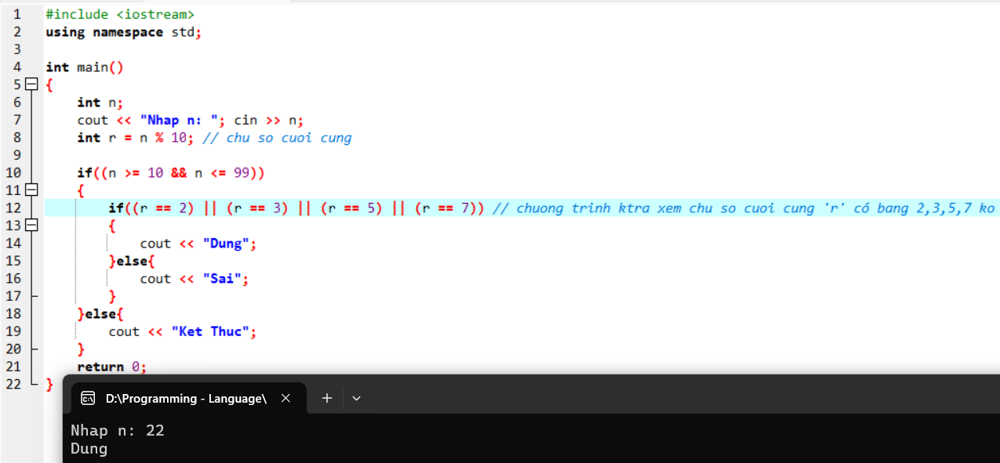 1 #include <iostream>
2 using namespace std;
3
4 int main()
5 {
6 int n;
7 cout << "Nhap n: "; cin >> n;
8 int r = n % 10; // chu so cuoi cung
9
10 if((n >= 10 && n <= 99))
11 {
12 if((r == 2) || (r == 3) || (r == 5) || (r == 7)) // chuong trinh ktra xem chu so cuoi cung 'r' có bang 2,3,5,7 ko
13 {
14 cout << "Dung";
15 }else{
16 cout << "Sai";
17 }
18 }else{
19 cout << "Ket Thuc";
20 }
21 return 0;
22 }
D:\Programming - Language\
Nhap n: 22
Dung